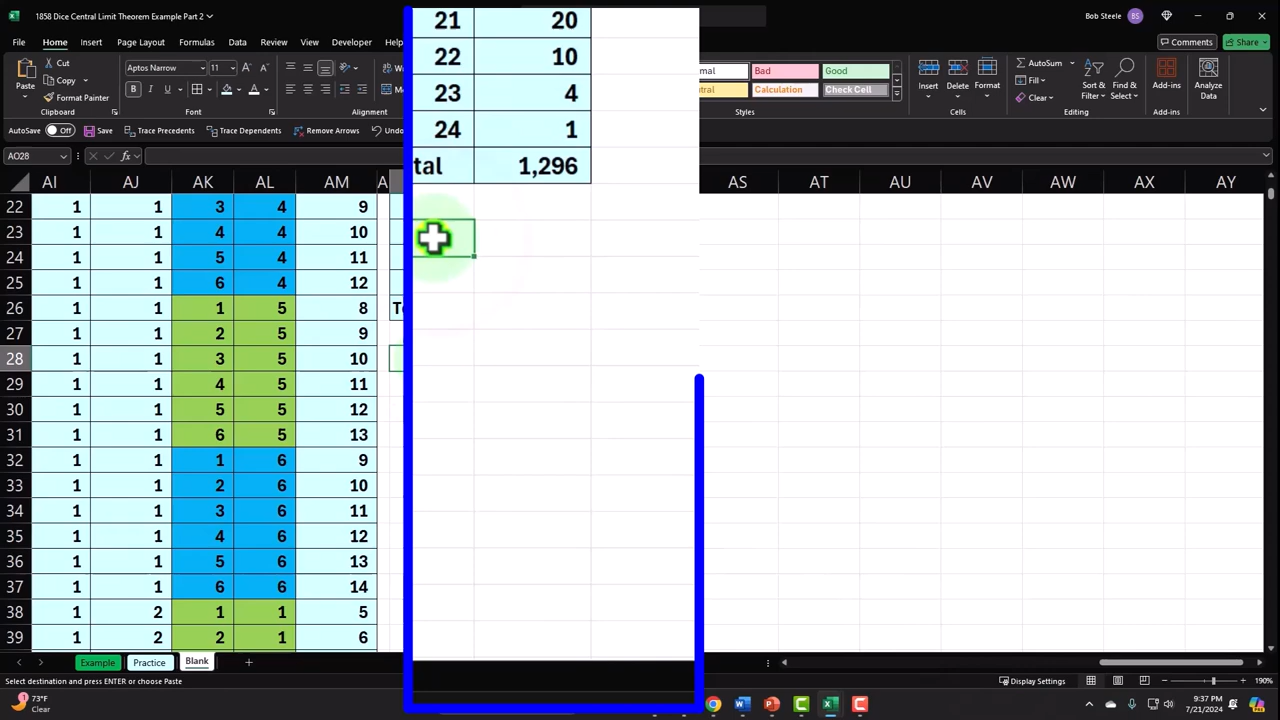 1858 Dice Central Limit Theorem Example Part 2
Bob Steele BS
File Home Insert Page Layout Formulas Data Review View Developer
Comments Share
Cut
Copy
Format
Paste
Aptos Narrow 11
B I U
Clipboard Font Alignment
Bad Good
Calculation Check Cell
Styles
Insert Delete Format
Cells
AutoSum
Fill
Clear
Sort & Filter Find & Select
Editing
Add-ins
Add-ins
Analyze Data
AutoSave Off Save Trace Precedents Trace Dependents Remove Arrows Undo
AO28 fx
AI AJ AK AL AM AS AT AU AV AW AX AY
22 1 1 3 4 9
23 1 1 4 4 10
24 1 1 5 4 11
25 1 1 6 4 12
26 1 1 1 5 8
27 1 1 2 5 9
28 1 1 3 5 10
29 1 1 4 5 11
30 1 1 5 5 12
31 1 1 6 5 13
32 1 1 1 6 9
33 1 1 2 6 10
34 1 1 3 6 11
35 1 1 4 6 12
36 1 1 5 6 13
37 1 1 6 6 14
38 1 2 1 1 5
39 1 2 2 1 6
21 20
22 10
23 4
24 1
tal 1,296
Example Practice Blank
Select destination and press ENTER or choose Paste
Display Settings 190%
73°F
Clear
9:37 PM
7/21/2024